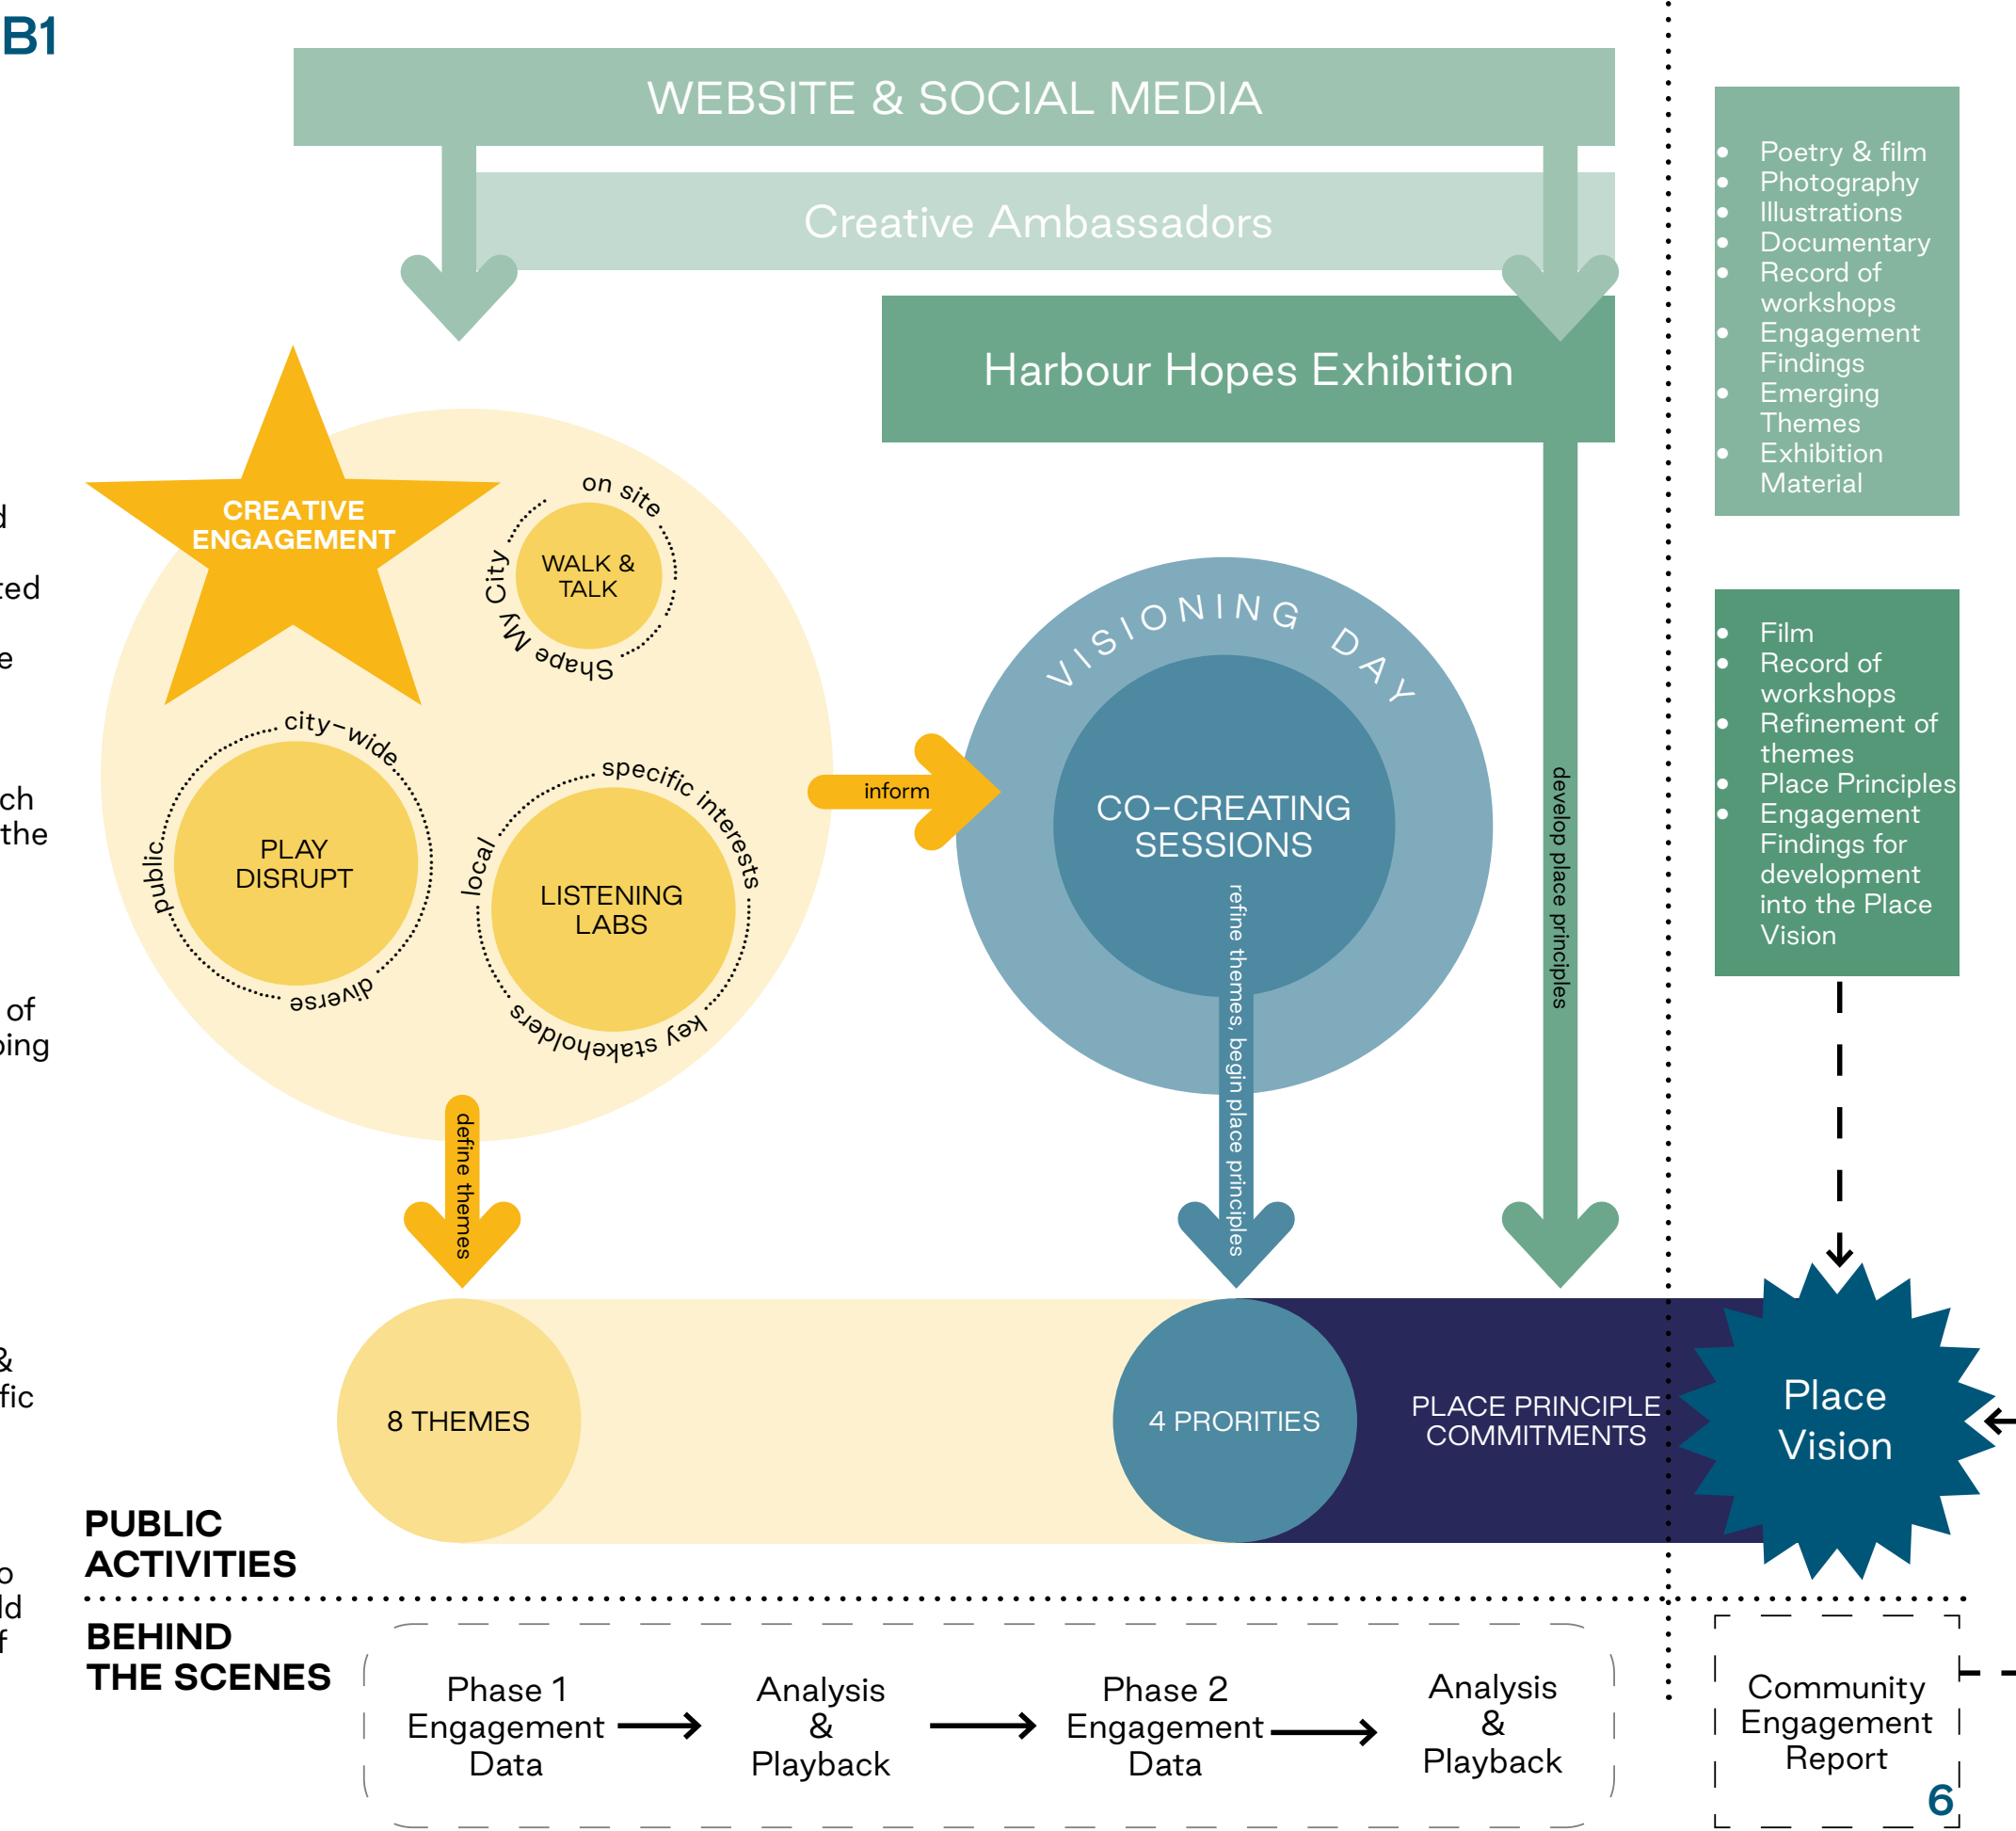 B1
WEBSITE & SOCIAL MEDIA
Creative Ambassadors
Harbour Hopes Exhibition
CREATIVE
ENGAGEMENT
on site
Shape My City
WALK &
TALK
city-wide
public
diverse
PLAY
DISRUPT
specific interests
local
key stakeholders
LISTENING
LABS
inform
VISIONING DAY
CO-CREATING
SESSIONS
refine themes, begin place principles
develop place principles
define themes
8 THEMES
4 PRORITIES
PLACE PRINCIPLE
COMMITMENTS
Place
Vision
• Poetry & film
• Photography
• Illustrations
• Documentary
• Record of
workshops
• Engagement
Findings
• Emerging
Themes
• Exhibition
Material
• Film
• Record of
workshops
• Refinement of
themes
• Place Principles
• Engagement
Findings for
development
into the Place
Vision
ch
the
of
&
PUBLIC
ACTIVITIES
BEHIND
THE SCENES
Phase 1
Engagement
Data
Analysis
&
Playback
Phase 2
Engagement
Data
Analysis
&
Playback
Community
Engagement
Report
6